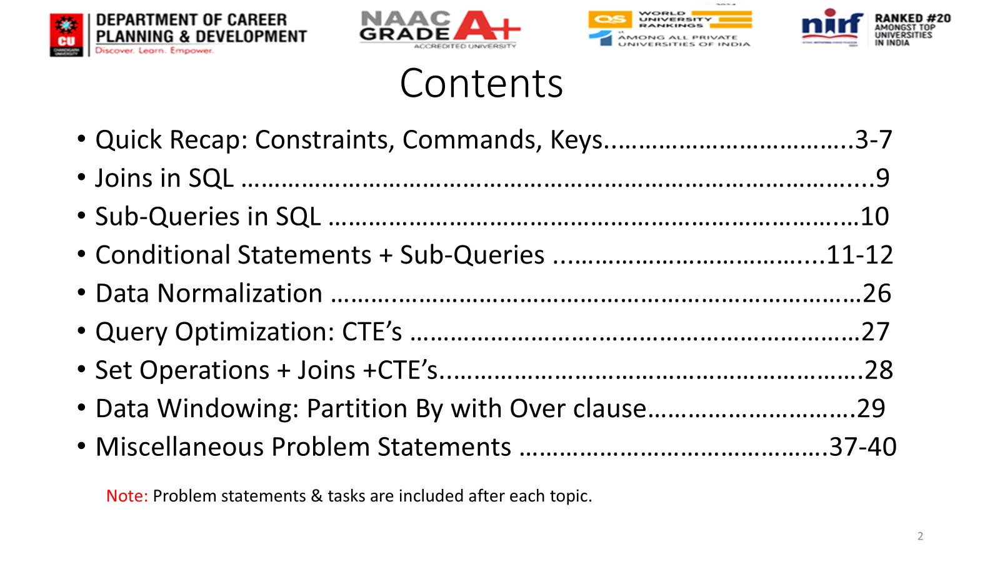 DEPARTMENT OF CAREER
PLANNING & DEVELOPMENT
Discover. Learn. Empower.
CU
CHANDIGARH
UNIVERSITY
NAAC
GRADE A+
ACCREDITED UNIVERSITY
QS WORLD
UNIVERSITY
RANKINGS
1st AMONG ALL PRIVATE
UNIVERSITIES OF INDIA
nirf
RANKED #20
AMONGST TOP
UNIVERSITIES
IN INDIA
Contents
• Quick Recap: Constraints, Commands, Keys..………………………………..3-7
• Joins in SQL …………………………………………………………………………………....9
• Sub-Queries in SQL ………………………………………………………………………..…10
• Conditional Statements + Sub-Queries ...………………………………....11-12
• Data Normalization ……….……………………………………………………………………26
• Query Optimization: CTE’s ……………………….……………………………………27
• Set Operations + Joins +CTE’s..……………………………………………………….28
• Data Windowing: Partition By with Over clause………………………….29
• Miscellaneous Problem Statements ……………………………………….37-40
Note: Problem statements & tasks are included after each topic.
2